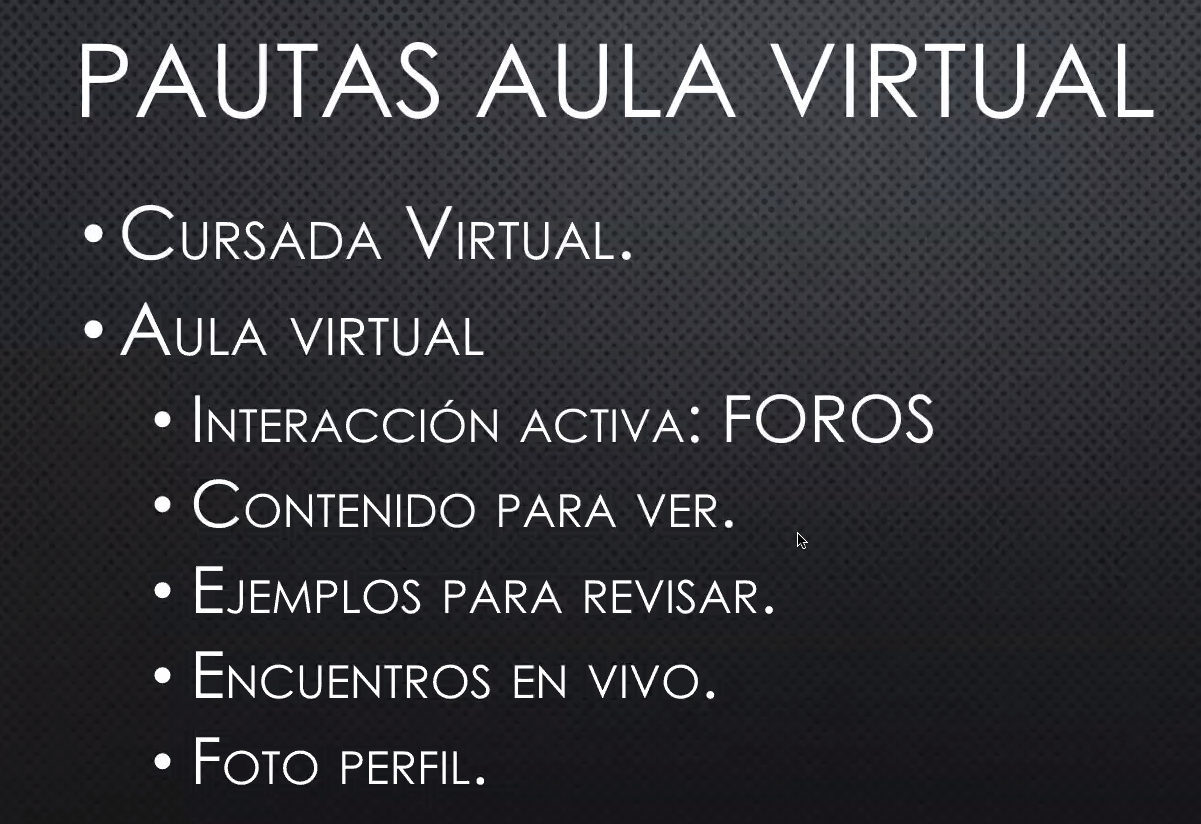 PAUTAS AULA VIRTUAL
• Cursada Virtual.
• Aula virtual
• Interacción activa: FOROS
• Contenido para ver.
• Ejemplos para revisar.
• Encuentros en vivo.
• Foto perfil.